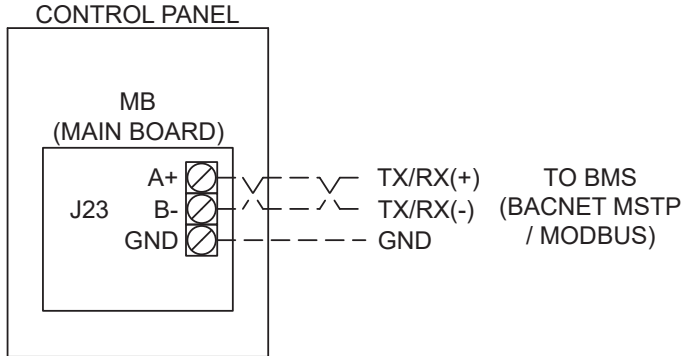 CONTROL PANEL
MB
(MAIN BOARD)
J23
A+
B-
GND
TX/RX(+)
TX/RX(-)
GND
TO BMS
(BACNET MSTP
/ MODBUS)